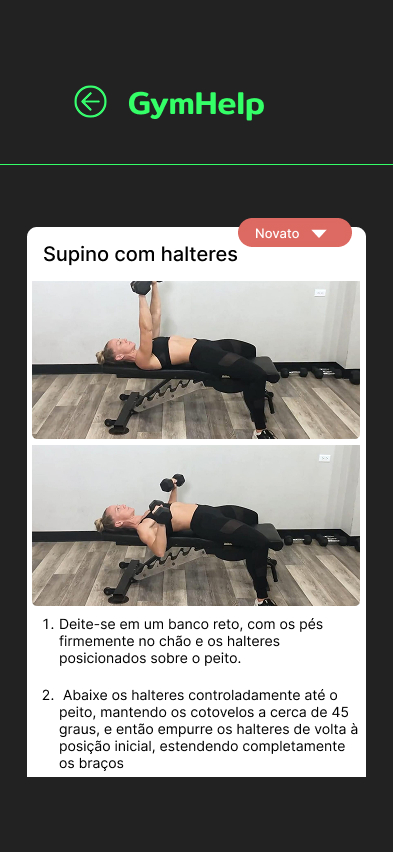 GymHelp
Novato
Supino com halteres
1. Deite-se em um banco reto, com os pés
firmemente no chão e os halteres
posicionados sobre o peito.
2. Abaixe os halteres controladamente até o
peito, mantendo os cotovelos a cerca de 45
graus, e então empurre os halteres de volta à
posição inicial, estendendo completamente
os braços